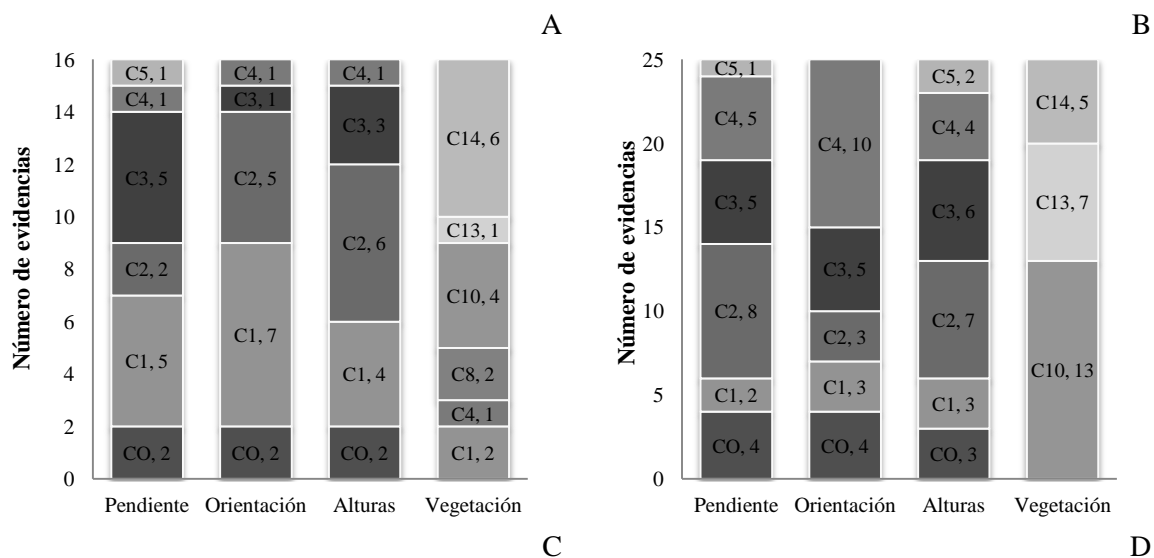 A
Número de evidencias
16
14
12
10
8
6
4
2
0
C5, 1
C4, 1
C3, 5
C2, 2
C1, 5
CO, 2
C4, 1
C3, 1
C2, 5
C1, 7
CO, 2
C4, 1
C3, 3
C2, 6
C1, 4
CO, 2
C14, 6
C13, 1
C10, 4
C8, 2
C4, 1
C1, 2
Pendiente Orientación Alturas Vegetación
B
Número de evidencias
25
20
15
10
5
0
C5, 1
C4, 5
C3, 5
C2, 8
C1, 2
CO, 4
C4, 10
C3, 5
C2, 3
C1, 3
CO, 4
C5, 2
C4, 4
C3, 6
C2, 7
C1, 3
CO, 3
C14, 5
C13, 7
C10, 13
Pendiente Orientación Alturas Vegetación
C
D